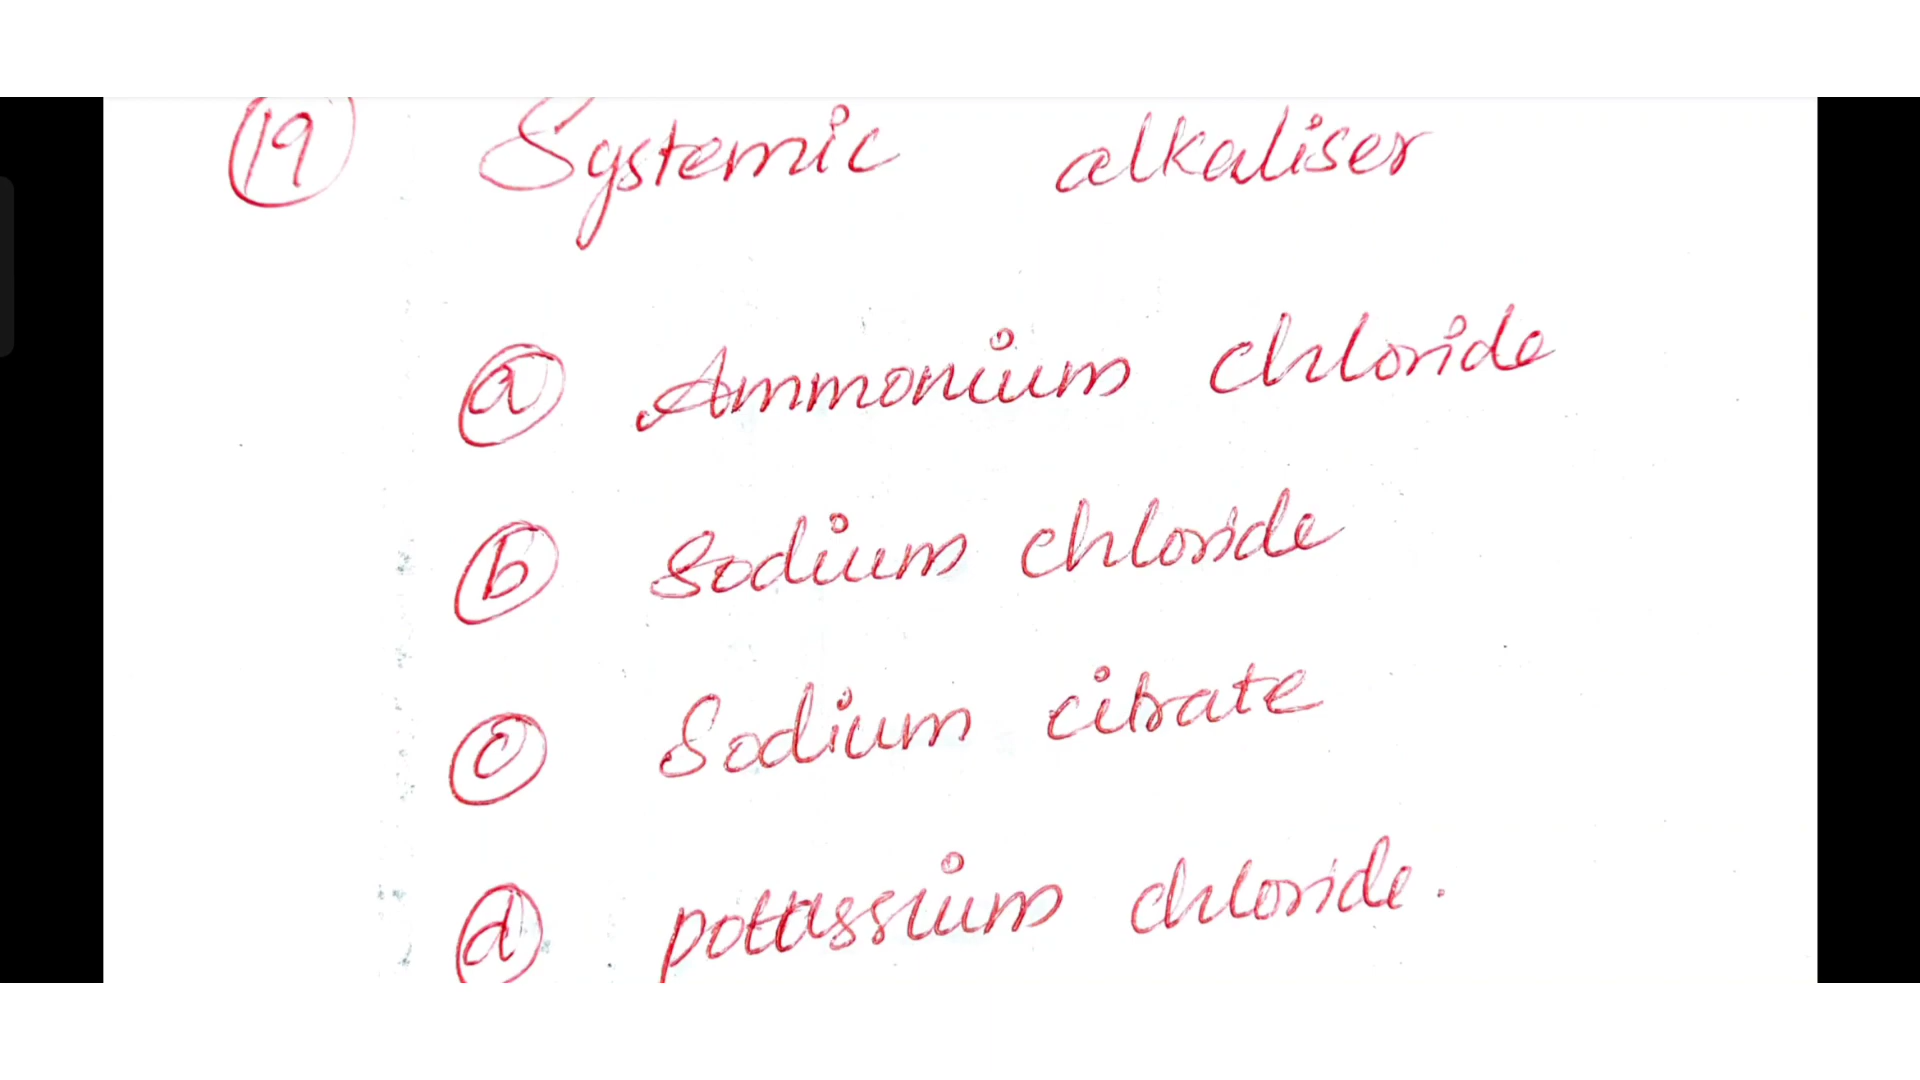 19 Systemic alkaliser
a Ammonium chloride
b Sodium chloride
c Sodium citrate
d pottassium chloride.